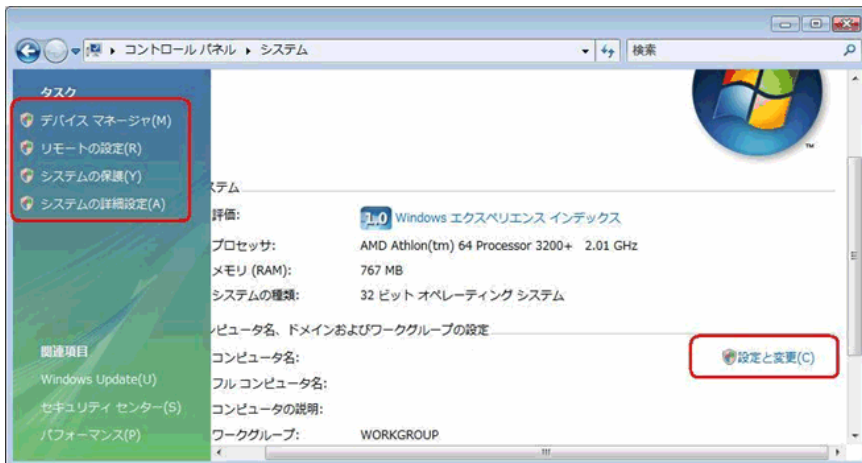 コントロール パネル ▸ システム
検索
タスク
デバイス マネージャ(M)
リモートの設定(R)
システムの保護(Y)
システムの詳細設定(A)
関連項目
Windows Update(U)
セキュリティ センター(S)
パフォーマンス(P)
TM
ステム
評価:
1.0 Windows エクスペリエンス インデックス
プロセッサ: AMD Athlon(tm) 64 Processor 3200+ 2.01 GHz
メモリ (RAM): 767 MB
システムの種類: 32 ビット オペレーティング システム
ンピュータ名、ドメインおよびワークグループの設定
コンピュータ名:
設定と変更(C)
フル コンピュータ名:
コンピュータの説明:
ワークグループ: WORKGROUP